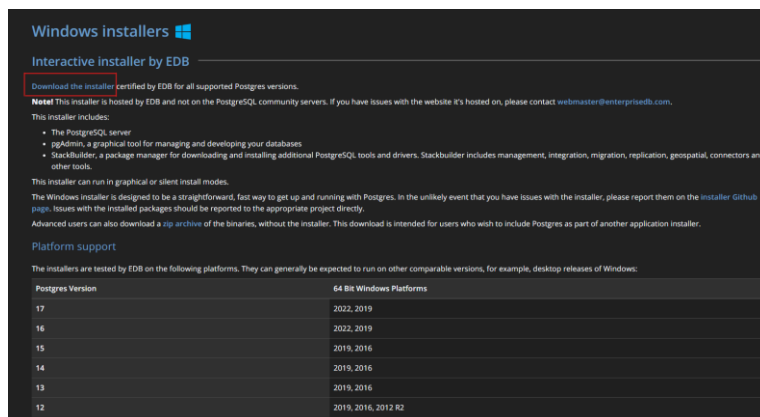 Windows installers
Interactive installer by EDB
Download the installer certified by EDB for all supported Postgres versions.
Note! This installer is hosted by EDB and not on the PostgreSQL community servers. If you have issues with the website it's hosted on, please contact webmaster@enterprisedb.com.
This installer includes:
• The PostgreSQL server
• pgAdmin, a graphical tool for managing and developing your databases
• StackBuilder, a package manager for downloading and installing additional PostgreSQL tools and drivers. Stackbuilder includes management, integration, migration, replication, geospatial, connectors an
other tools.
This installer can run in graphical or silent install modes.
The Windows installer is designed to be a straightforward, fast way to get up and running with Postgres. In the unlikely event that you have issues with the installer, please report them on the installer Github
page. Issues with the installed packages should be reported to the appropriate project directly.
Advanced users can also download a zip archive of the binaries, without the installer. This download is intended for users who wish to include Postgres as part of another application installer.
Platform support
The installers are tested by EDB on the following platforms. They can generally be expected to run on other comparable versions, for example, desktop releases of Windows:
Postgres Version 64 Bit Windows Platforms
17 2022, 2019
16 2022, 2019
15 2019, 2016
14 2019, 2016
13 2019, 2016
12 2019, 2016, 2012 R2